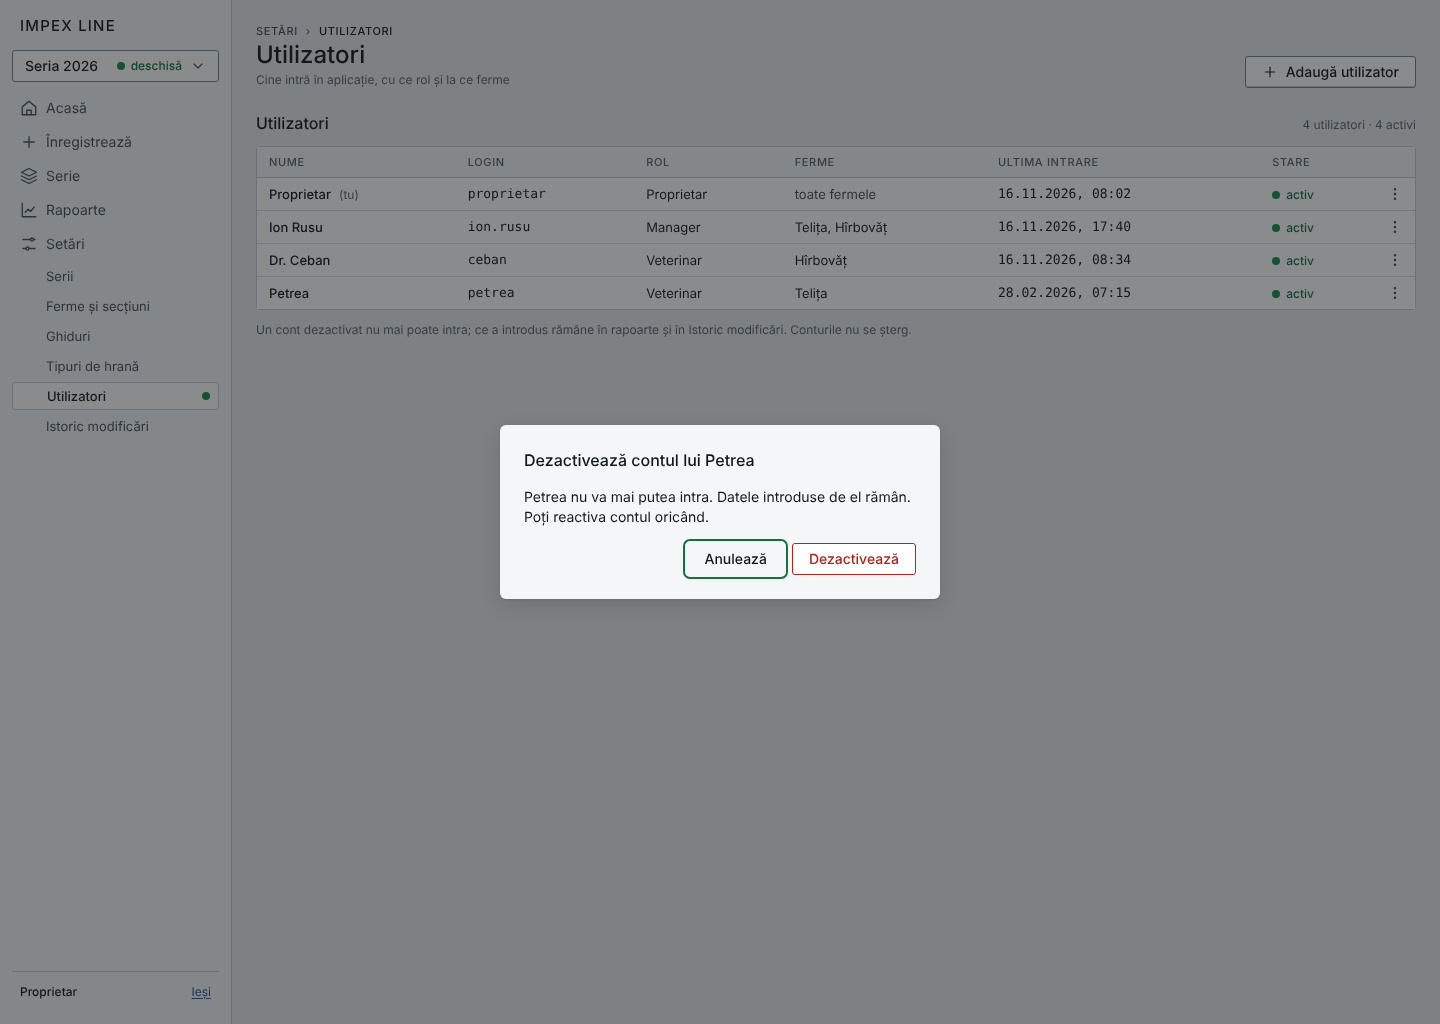 IMPEX LINE
Seria 2026 deschisă
Acasă
Înregistrează
Serie
Rapoarte
Setări
Serii
Ferme și secțiuni
Ghiduri
Tipuri de hrană
Utilizatori
Istoric modificări
Proprietar Ieși
SETĂRI › UTILIZATORI
Utilizatori
Cine intră în aplicație, cu ce rol și la ce ferme
Adaugă utilizator
Utilizatori 4 utilizatori · 4 activi
NUME LOGIN ROL FERME ULTIMA INTRARE STARE
Proprietar (tu) proprietar Proprietar toate fermele 16.11.2026, 08:02 activ
Ion Rusu ion.rusu Manager Telița, Hîrbovăț 16.11.2026, 17:40 activ
Dr. Ceban ceban Veterinar Hîrbovăț 16.11.2026, 08:34 activ
Petrea petrea Veterinar Telița 28.02.2026, 07:15 activ
Un cont dezactivat nu mai poate intra; ce a introdus rămâne în rapoarte și în Istoric modificări. Conturile nu se șterg.
Dezactivează contul lui Petrea
Petrea nu va mai putea intra. Datele introduse de el rămân.
Poți reactiva contul oricând.
Anulează Dezactivează